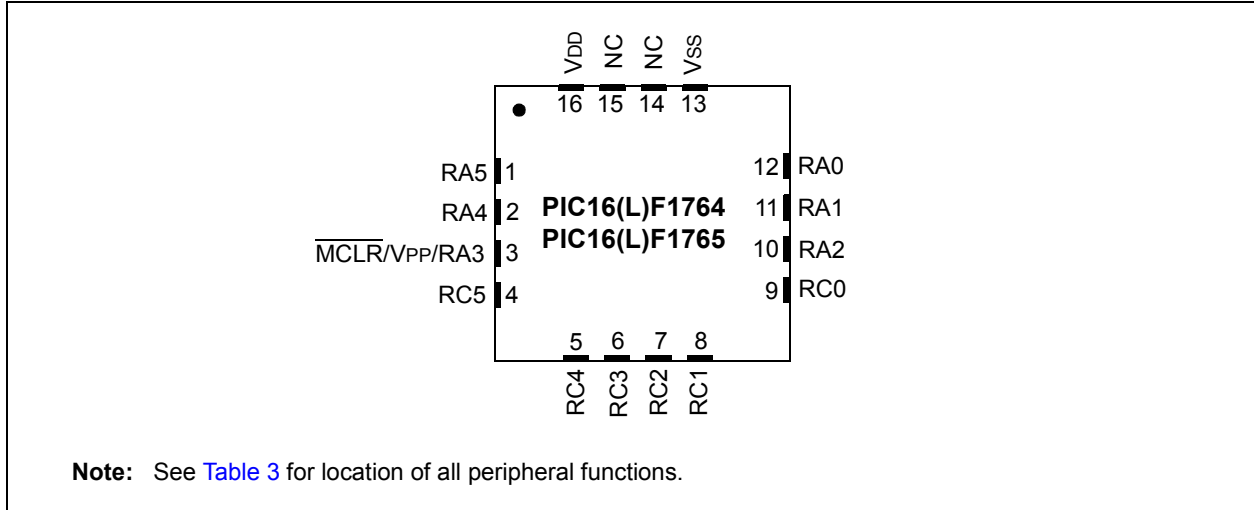 VDD NC NC VSS
16 15 14 13
RA5 1
12 RA0
RA4 2
PIC16(L)F1764
11 RA1
MCLR/VPP/RA3 3
PIC16(L)F1765
10 RA2
RC5 4
9 RC0
5 6 7 8
RC4 RC3 RC2 RC1
Note: See Table 3 for location of all peripheral functions.